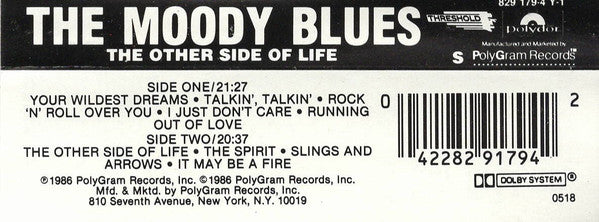 829 179-4 Y-1
THE MOODY BLUES
THE OTHER SIDE OF LIFE
THRESHOLD
Polydor
Manufactured and Marketed by
S PolyGram Records
SIDE ONE/21:27
YOUR WILDEST DREAMS • TALKIN', TALKIN' • ROCK
'N' ROLL OVER YOU • I JUST DON'T CARE • RUNNING
OUT OF LOVE
SIDE TWO/20:37
THE OTHER SIDE OF LIFE • THE SPIRIT • SLINGS AND
ARROWS • IT MAY BE A FIRE
℗1986 PolyGram Records, Inc. ©1986 PolyGram Records, Inc.
Mfd. & Mktd. by PolyGram Records, Inc.
810 Seventh Avenue, New York, N.Y. 10019
0 42282 91794 2
DOLBY SYSTEM®
0518